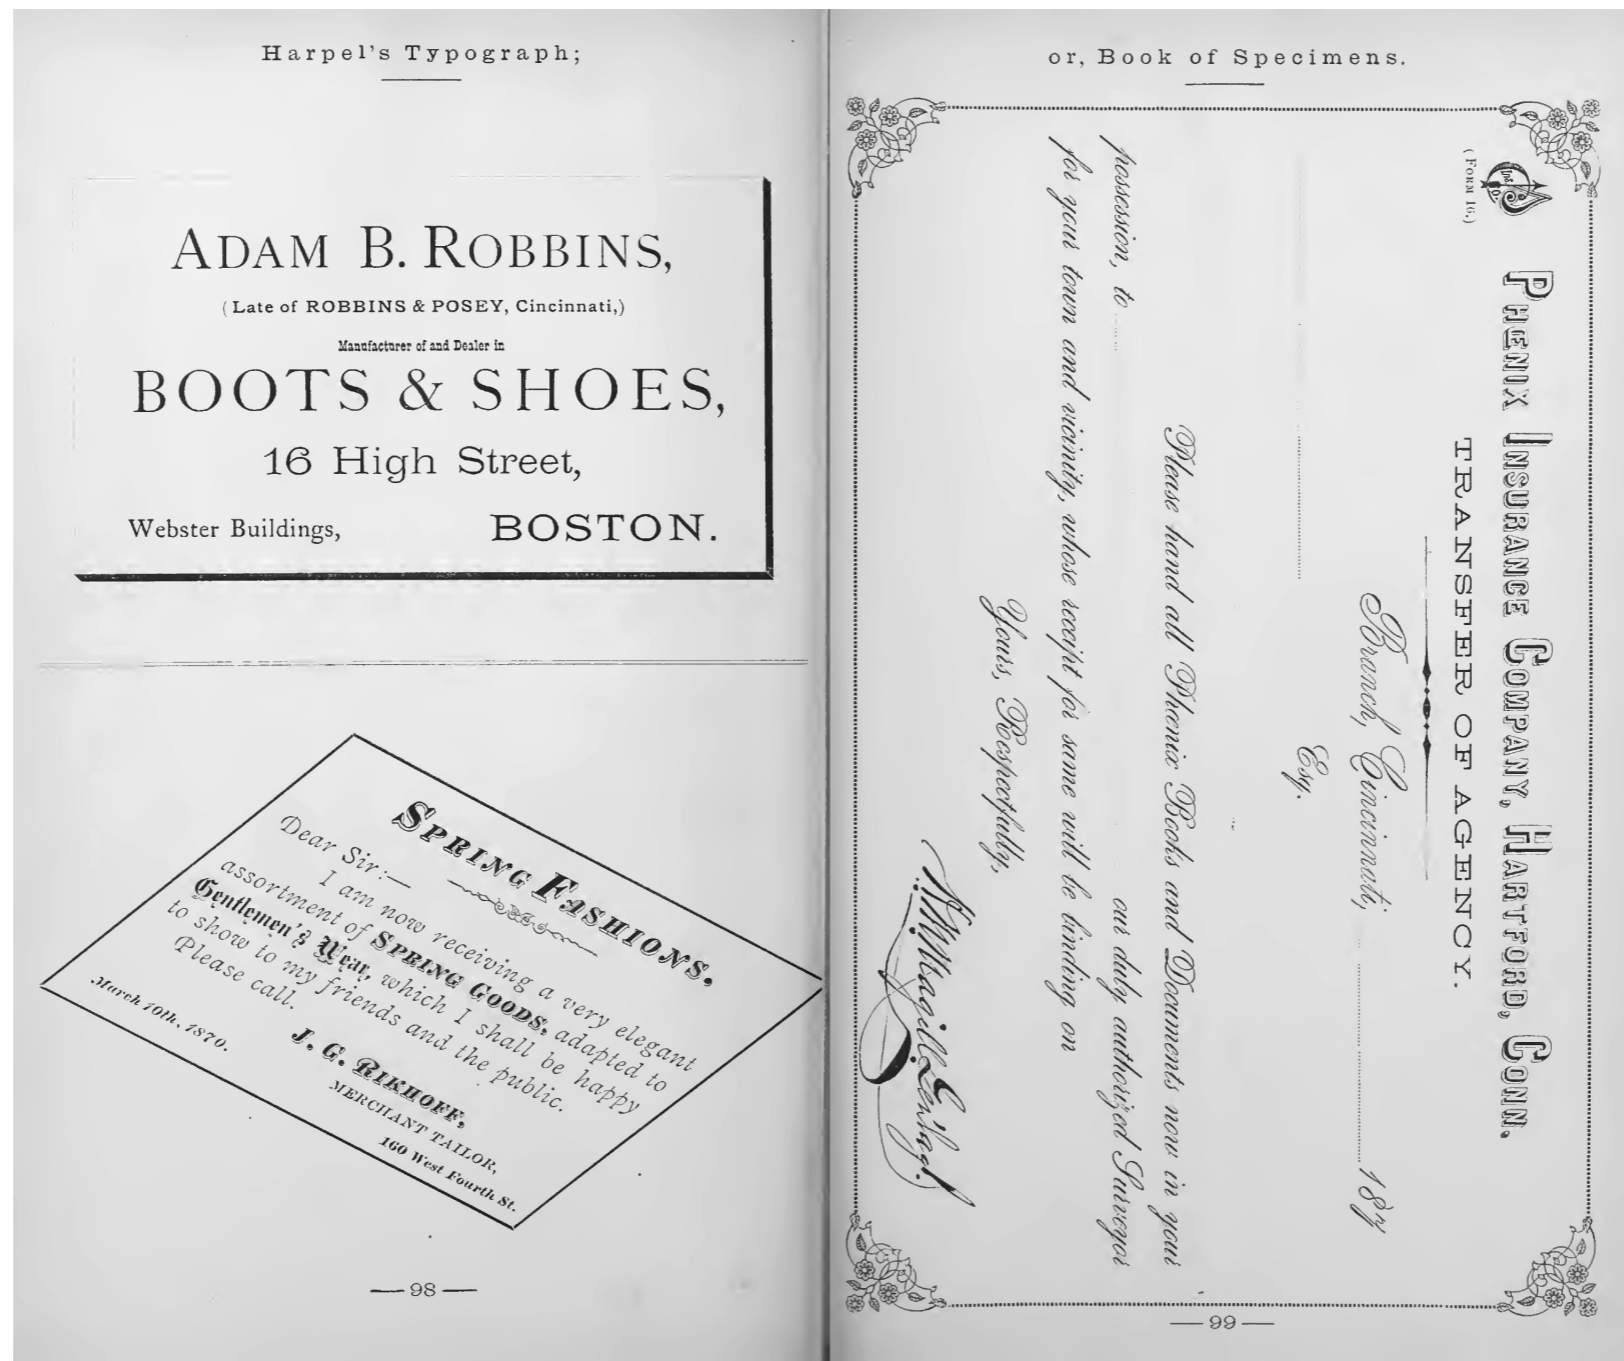 Harpel's Typograph;
ADAM B. ROBBINS,
(Late of ROBBINS & POSEY, Cincinnati,)
Manufacturer of and Dealer in
BOOTS & SHOES,
16 High Street,
Webster Buildings, BOSTON.
SPRING FASHIONS.
Dear Sir:—
I am now receiving a very elegant
assortment of SPRING GOODS, adapted to
Gentlemen's Wear, which I shall be happy
to show to my friends and the public.
Please call.
J. G. RIKHOFF,
MERCHANT TAILOR,
March 10th, 1870. 160 West Fourth St.
—98—
or, Book of Specimens.
(FORM 16.)
PHENIX INSURANCE COMPANY, HARTFORD, CONN.
TRANSFER OF AGENCY.
Branch, Cincinnati, 187
Esq.
Please hand all Phœnix Books and Documents now in your
possession, to our duly authorized Surveyor
for your town and vicinity, whose receipt for same will be binding on
Yours, Respectfully,
Magill Gen'l Ag't.
—99—